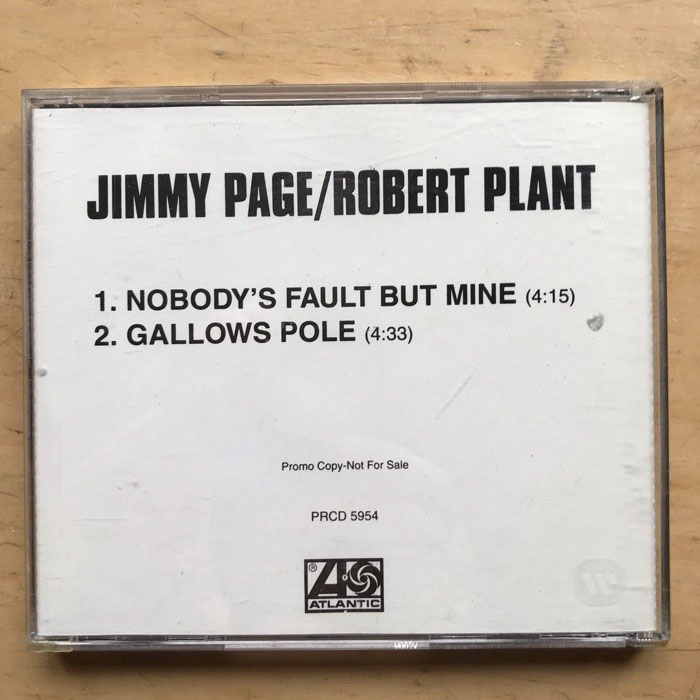 JIMMY PAGE/ROBERT PLANT
1. NOBODY'S FAULT BUT MINE (4:15)
2. GALLOWS POLE (4:33)
Promo Copy-Not For Sale
PRCD 5954
®
ATLANTIC